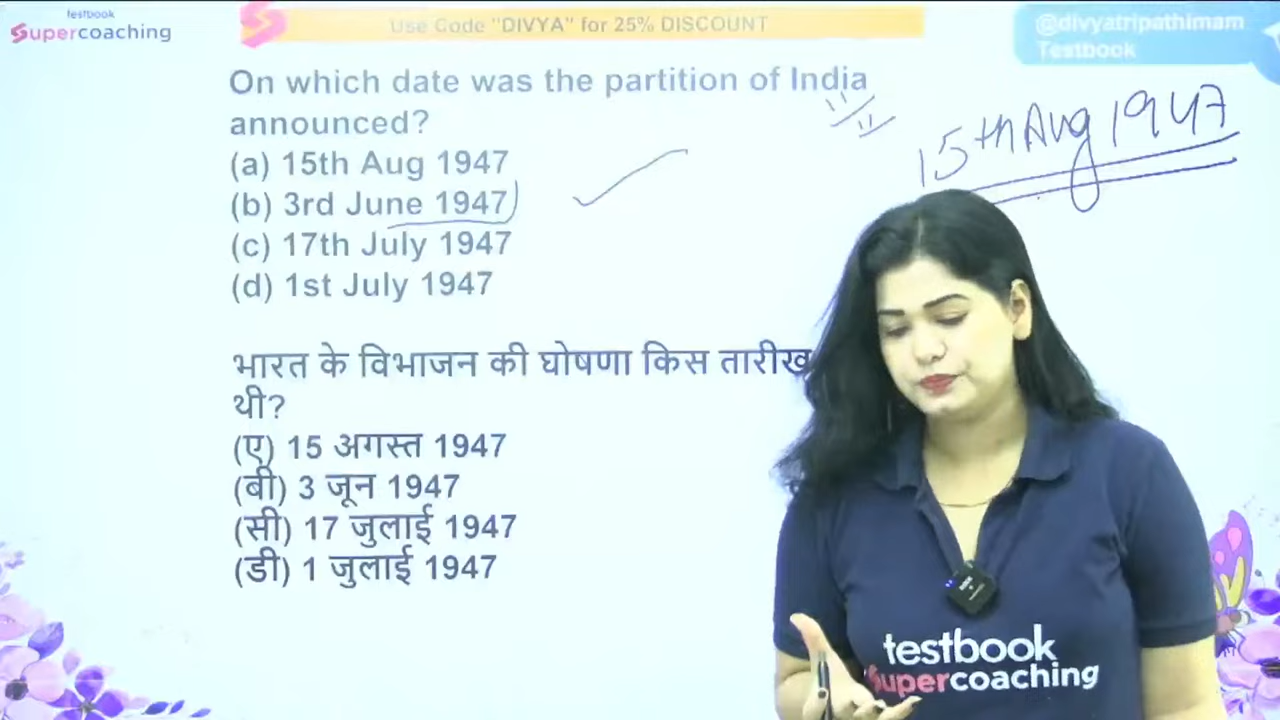 testbook
Supercoaching
Use Code "DIVYA" for 25% DISCOUNT
@divyatripathimam
Testbook
On which date was the partition of India
announced?
(a) 15th Aug 1947
(b) 3rd June 1947
(c) 17th July 1947
(d) 1st July 1947
15th Aug 1947
भारत के विभाजन की घोषणा किस तारीख
थी?
(ए) 15 अगस्त 1947
(बी) 3 जून 1947
(सी) 17 जुलाई 1947
(डी) 1 जुलाई 1947
testbook
Supercoaching